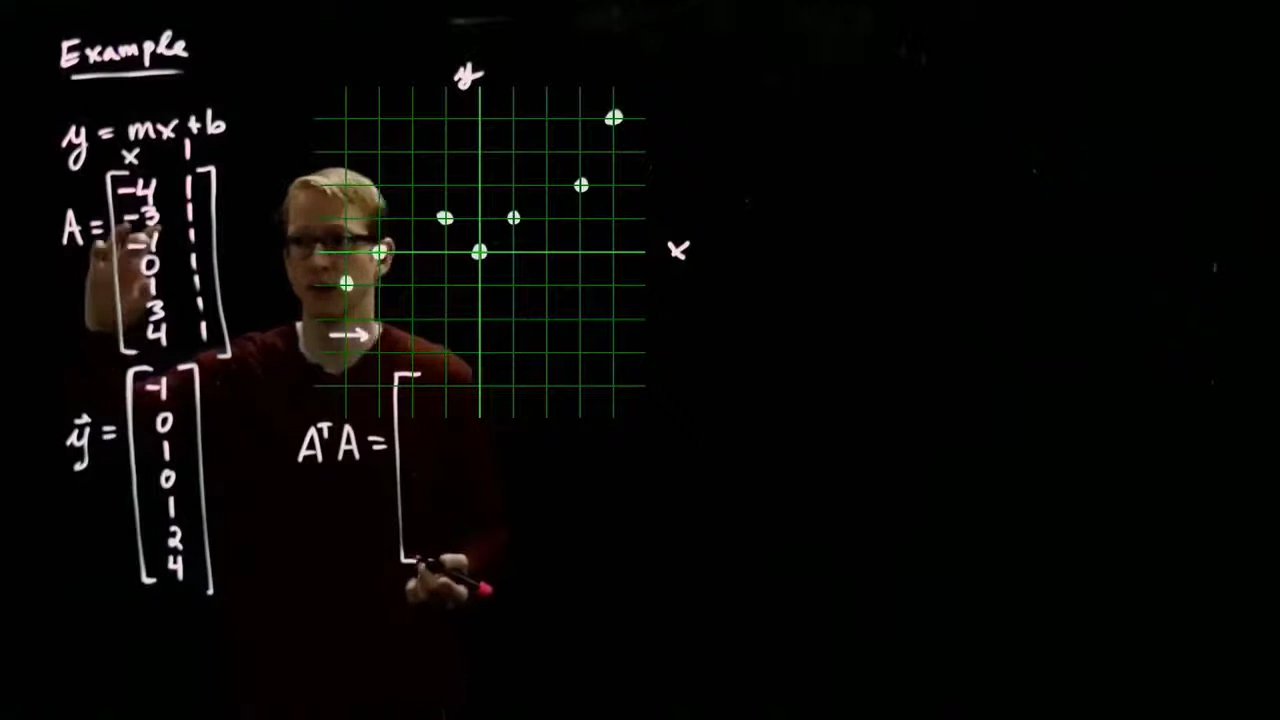 Example
y
y = mx + b
x 1
A = [ -4 1
-3 1
-1 1
0 1
1 1
3 1
4 1 ]
x
→
y⃗ = [ -1
0
1
0
1
2
4 ]
AᵀA = [